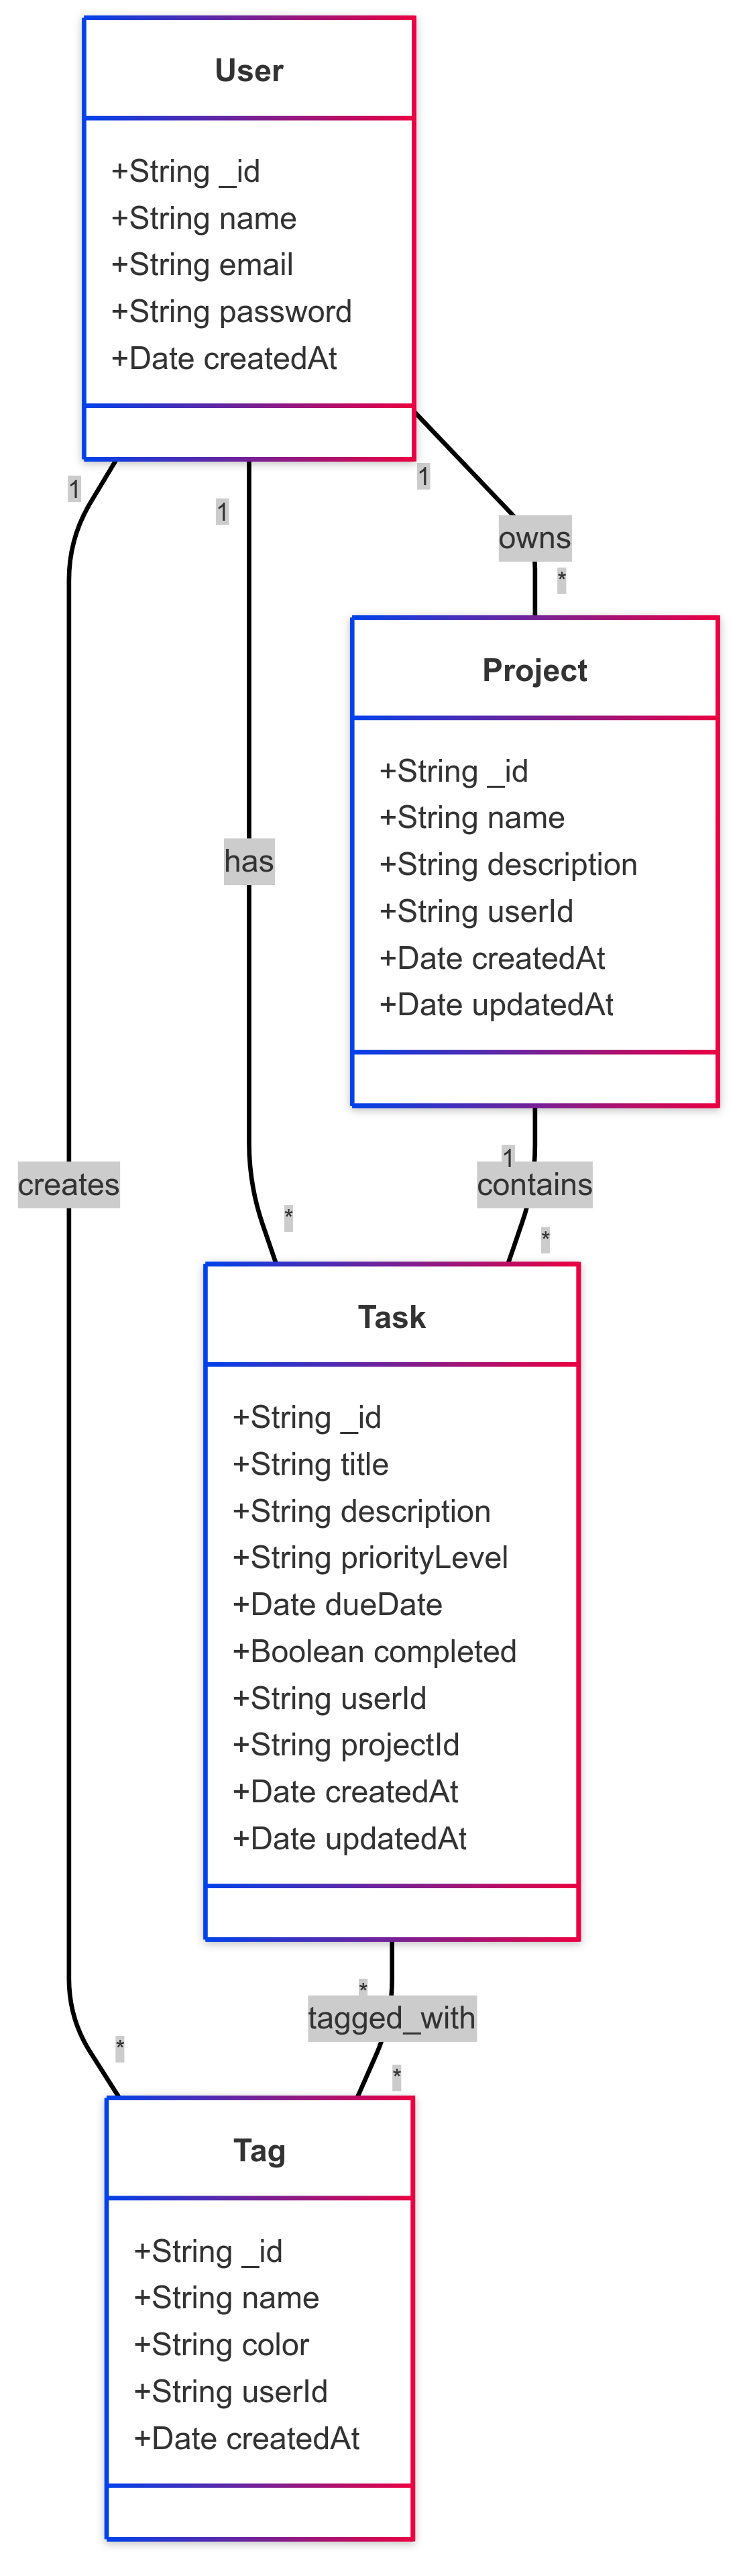 User
+String _id
+String name
+String email
+String password
+Date createdAt
1
1
1
owns
*
Project
+String _id
+String name
+String description
+String userId
+Date createdAt
+Date updatedAt
has
creates
1
contains
*
*
Task
+String _id
+String title
+String description
+String priorityLevel
+Date dueDate
+Boolean completed
+String userId
+String projectId
+Date createdAt
+Date updatedAt
*
tagged_with
*
*
Tag
+String _id
+String name
+String color
+String userId
+Date createdAt